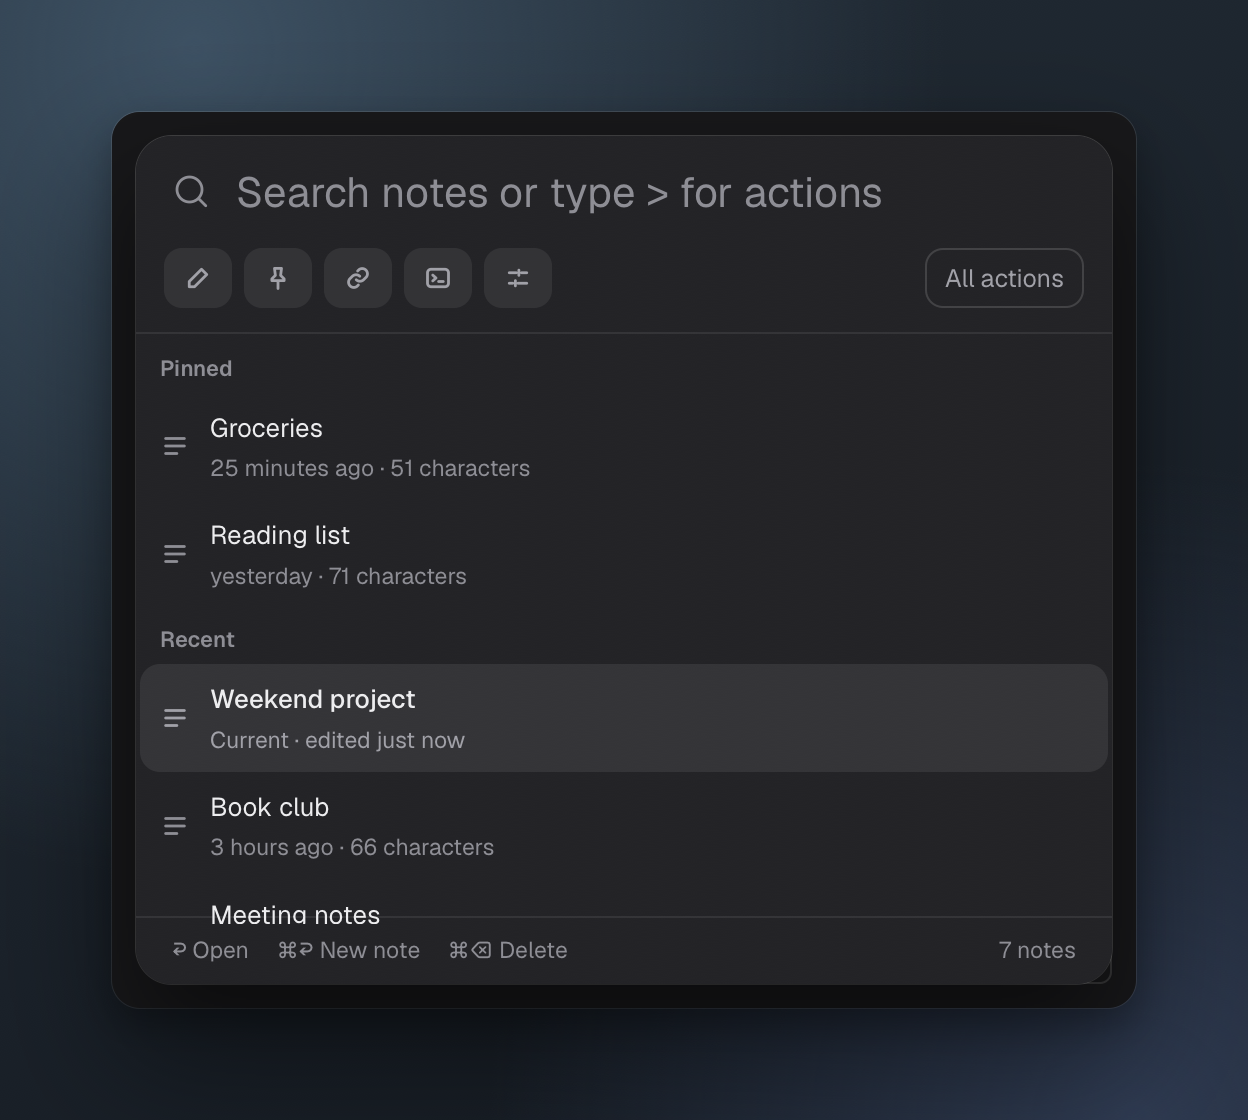 Search notes or type > for actions
All actions
Pinned
Groceries
25 minutes ago · 51 characters
Reading list
yesterday · 71 characters
Recent
Weekend project
Current · edited just now
Book club
3 hours ago · 66 characters
Meeting notes
Open ⌘ New note ⌘⌫ Delete 7 notes